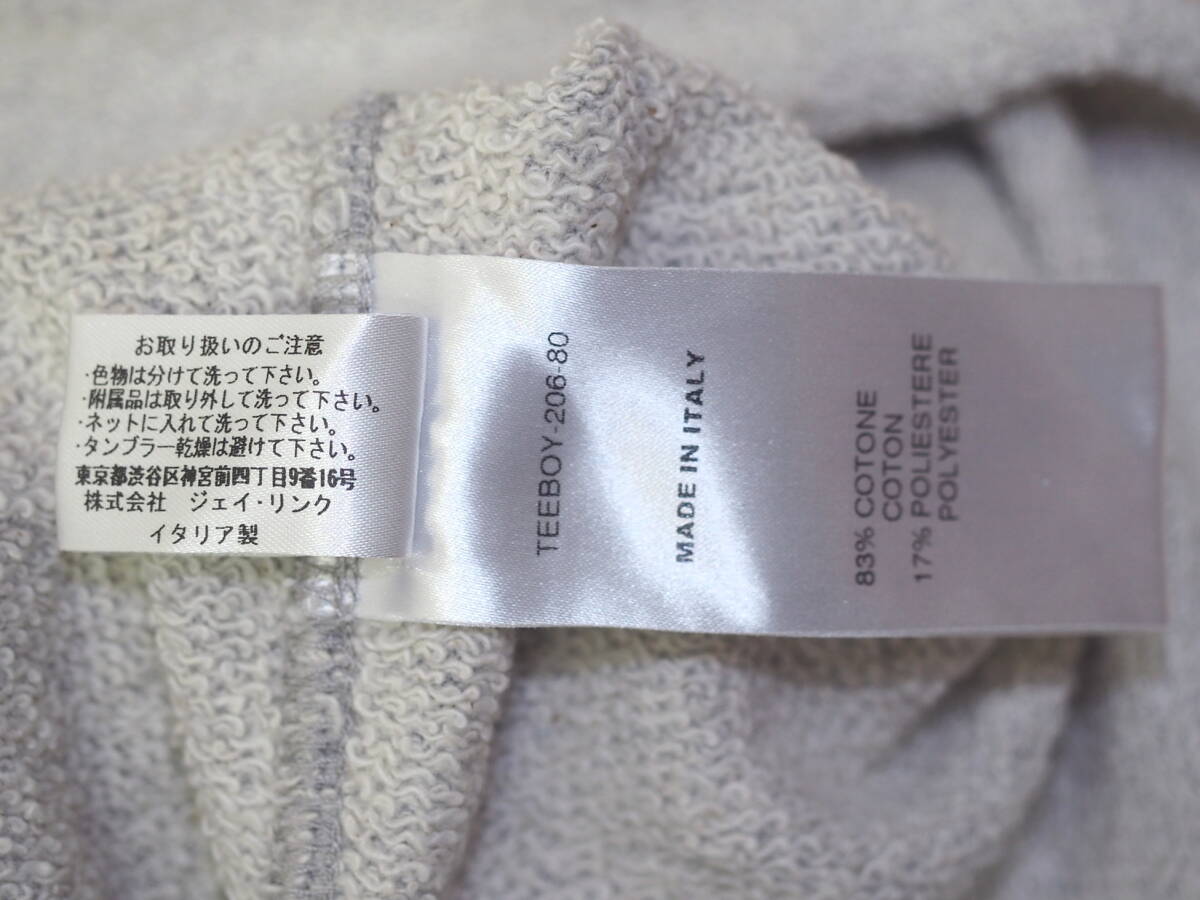 お取り扱いのご注意
・色物は分けて洗って下さい。
・附属品は取り外して洗って下さい。
・ネットに入れて洗って下さい。
・タンブラー乾燥は避けて下さい。
東京都渋谷区神宮前四丁目9番16号
株式会社 ジェイ・リンク
イタリア製
TEEBOY-206-80
MADE IN ITALY
83% COTONE
COTTON
17% POLIESTERE
POLYESTER